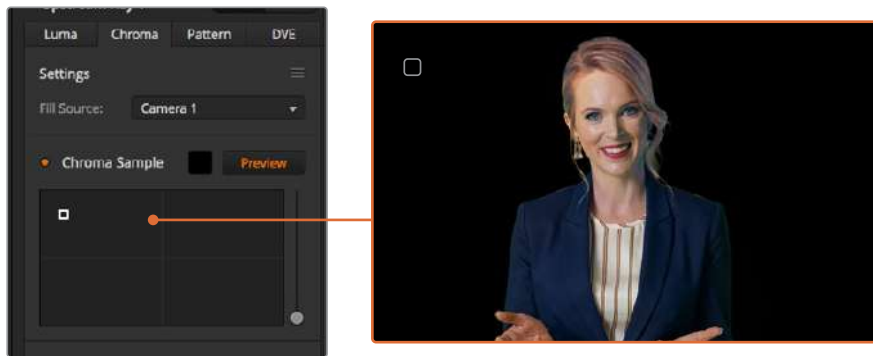 Luma Chroma Pattern DVE
Settings
Fill Source: Camera 1
Chroma Sample Preview